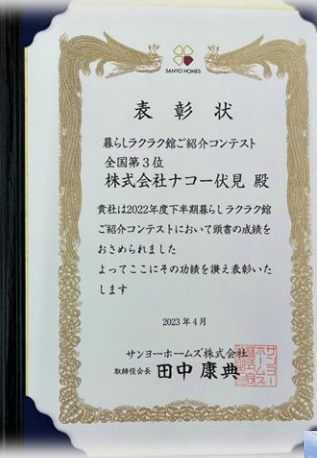 SANYO HOMES
表彰状
暮らしラクラク館ご紹介コンテスト
全国第3位
株式会社ナコー伏見 殿
貴社は2022年度下半期暮らしラクラク館
ご紹介コンテストにおいて頭書の成績を
おさめられました
よってここにその功績を讃え表彰いた
します
2023年4月
サンヨーホームズ株式会社
取締役会長 田中康典